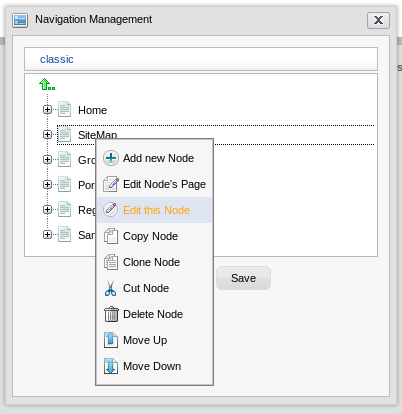 Navigation Management
classic
Home
SiteMap
Gro
Por
Reg
San
Add new Node
Edit Node's Page
Edit this Node
Copy Node
Clone Node
Cut Node
Delete Node
Move Up
Move Down
Save
s